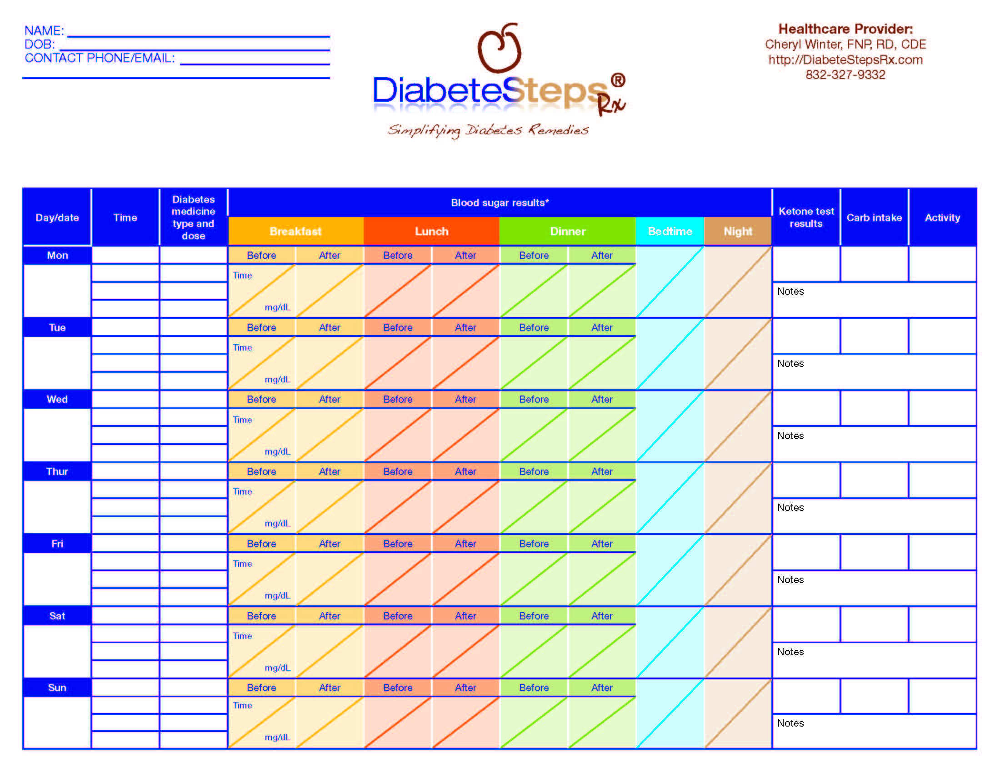 NAME:
DOB:
CONTACT PHONE/EMAIL:
DiabeteSteps®
Rx
Simplifying Diabetes Remedies
Healthcare Provider:
Cheryl Winter, FNP, RD, CDE
http://DiabeteStepsRx.com
832-327-9332
Day/date
Time
Diabetes
medicine
type and
dose
Blood sugar results*
Breakfast Lunch Dinner Bedtime Night
Ketone test
results
Carb intake
Activity
Mon Before After Before After Before After
Time
Notes
mg/dL
Tue Before After Before After Before After
Time
Notes
mg/dL
Wed Before After Before After Before After
Time
Notes
mg/dL
Thur Before After Before After Before After
Time
Notes
mg/dL
Fri Before After Before After Before After
Time
Notes
mg/dL
Sat Before After Before After Before After
Time
Notes
mg/dL
Sun Before After Before After Before After
Time
Notes
mg/dL